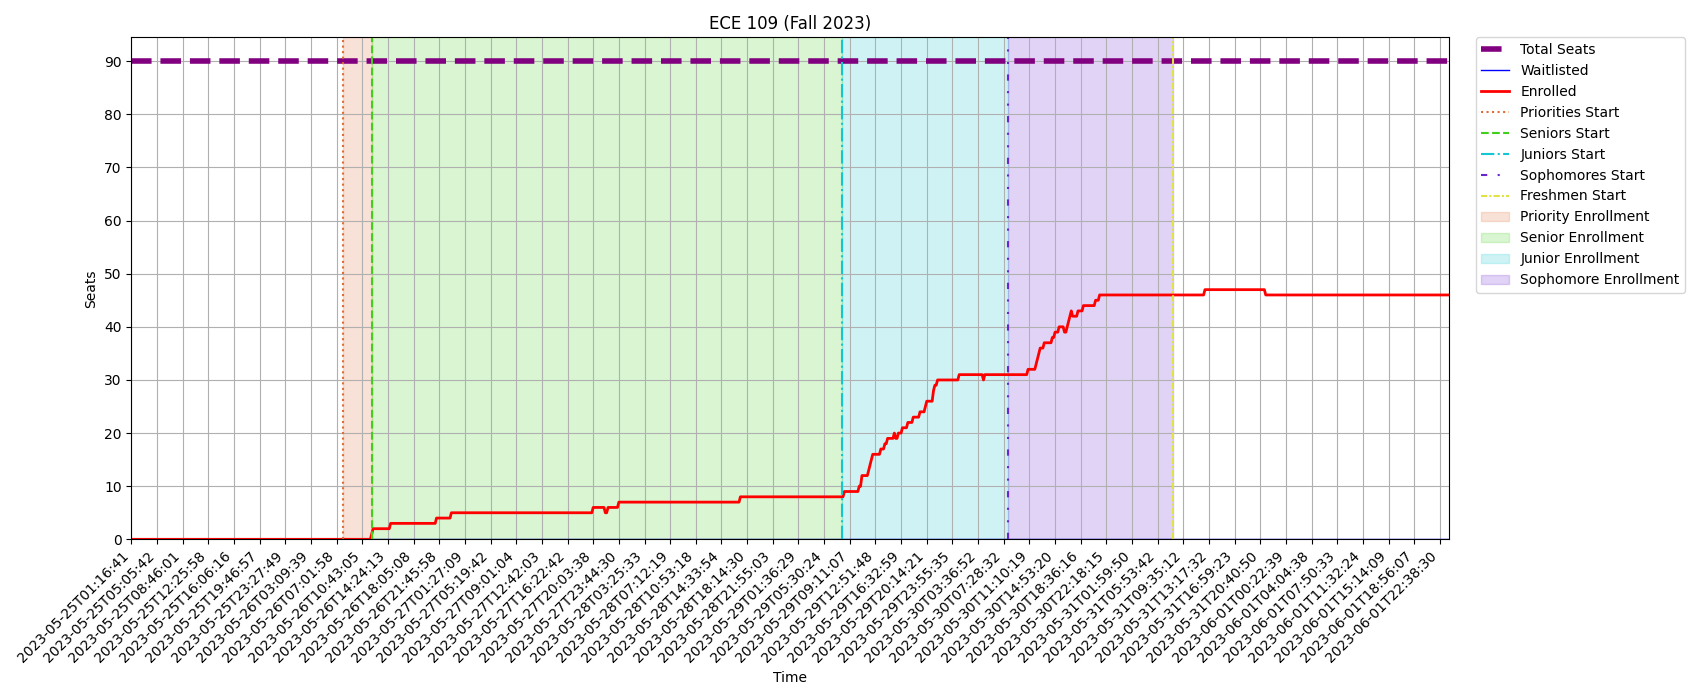 ECE 109 (Fall 2023)
Seats
90
80
70
60
50
40
30
20
10
0
2023-05-25T01:16:41
2023-05-25T05:05:42
2023-05-25T08:46:01
2023-05-25T12:25:58
2023-05-25T16:06:16
2023-05-25T19:46:57
2023-05-25T23:27:49
2023-05-26T03:09:39
2023-05-26T07:01:58
2023-05-26T10:43:05
2023-05-26T14:24:13
2023-05-26T18:05:08
2023-05-26T21:45:58
2023-05-27T01:27:09
2023-05-27T05:19:42
2023-05-27T09:01:04
2023-05-27T12:42:03
2023-05-27T16:22:42
2023-05-27T20:03:38
2023-05-27T23:44:30
2023-05-28T03:25:33
2023-05-28T07:12:19
2023-05-28T10:53:18
2023-05-28T14:33:54
2023-05-28T18:14:30
2023-05-28T21:55:03
2023-05-29T01:36:29
2023-05-29T05:30:24
2023-05-29T09:11:07
2023-05-29T12:51:48
2023-05-29T16:32:59
2023-05-29T20:14:21
2023-05-29T23:55:35
2023-05-30T03:36:52
2023-05-30T07:28:32
2023-05-30T11:10:19
2023-05-30T14:53:20
2023-05-30T18:36:16
2023-05-30T22:18:15
2023-05-31T01:59:50
2023-05-31T05:53:42
2023-05-31T09:35:12
2023-05-31T13:17:32
2023-05-31T16:59:23
2023-05-31T20:40:50
2023-06-01T00:22:39
2023-06-01T04:04:38
2023-06-01T07:50:33
2023-06-01T11:32:24
2023-06-01T15:14:09
2023-06-01T18:56:07
2023-06-01T22:38:30
Time
Total Seats
Waitlisted
Enrolled
Priorities Start
Seniors Start
Juniors Start
Sophomores Start
Freshmen Start
Priority Enrollment
Senior Enrollment
Junior Enrollment
Sophomore Enrollment